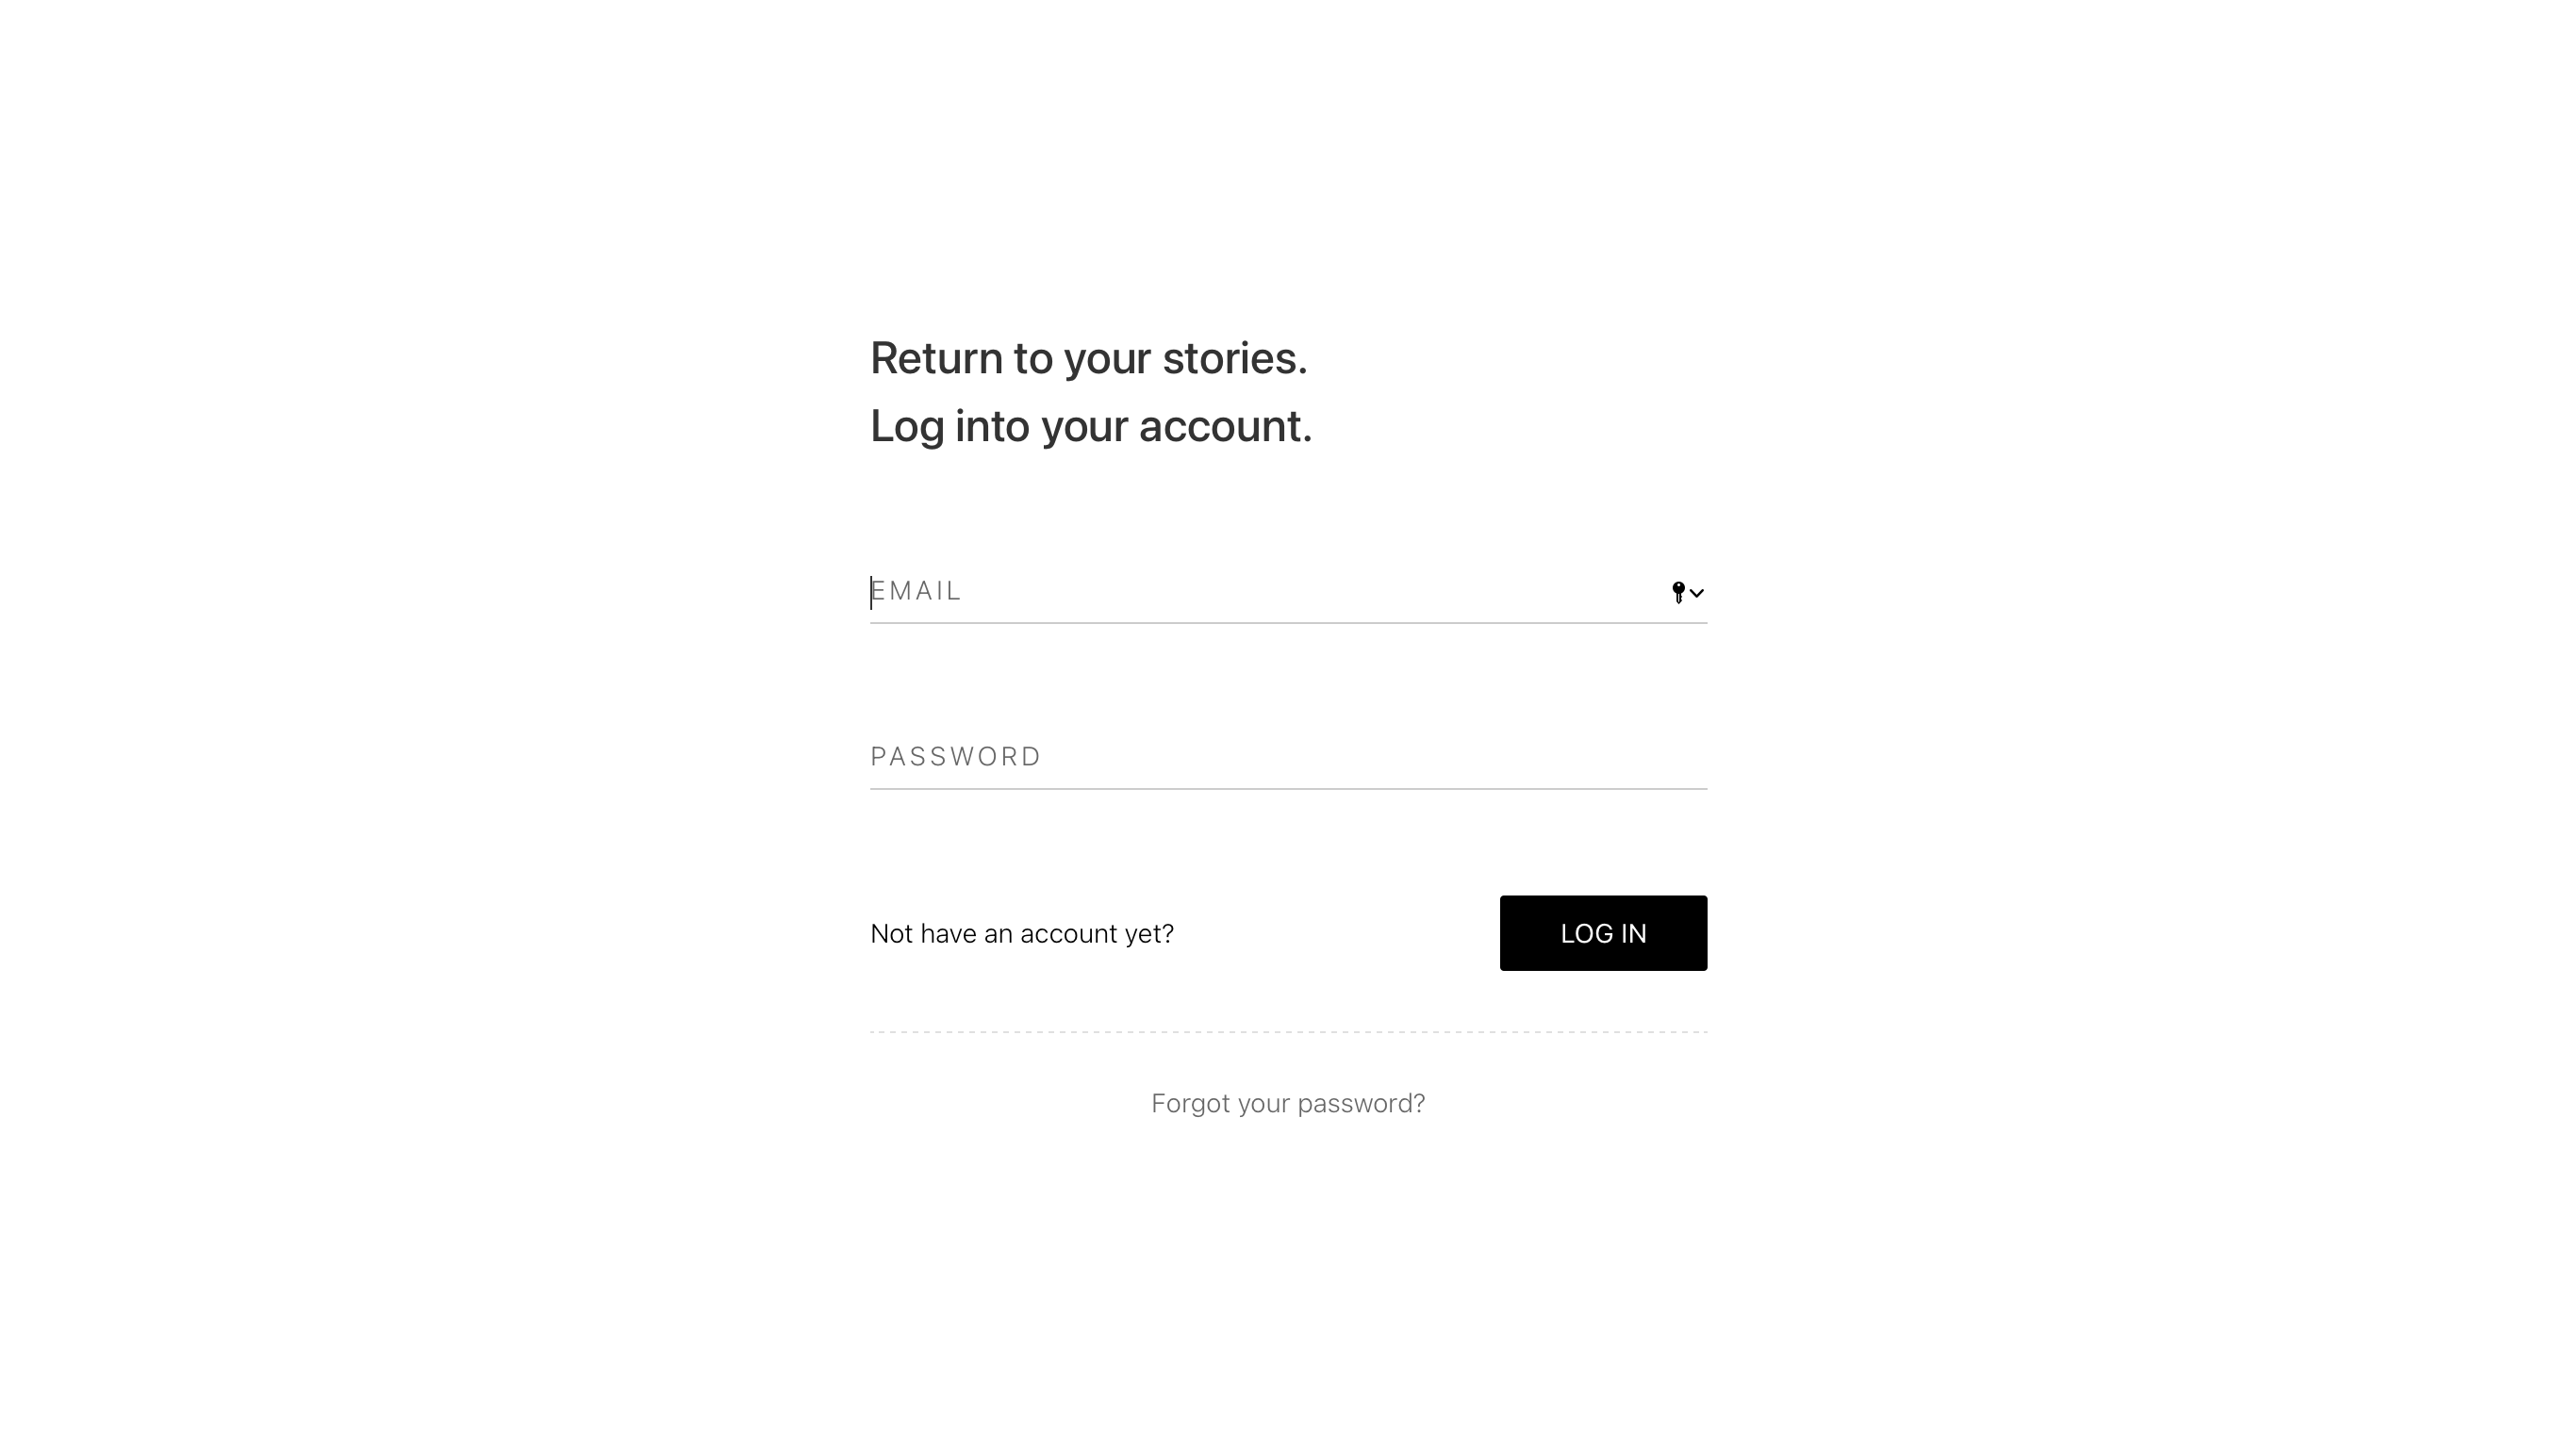 Return to your stories.
Log into your account.
EMAIL
PASSWORD
Not have an account yet?
LOG IN
Forgot your password?